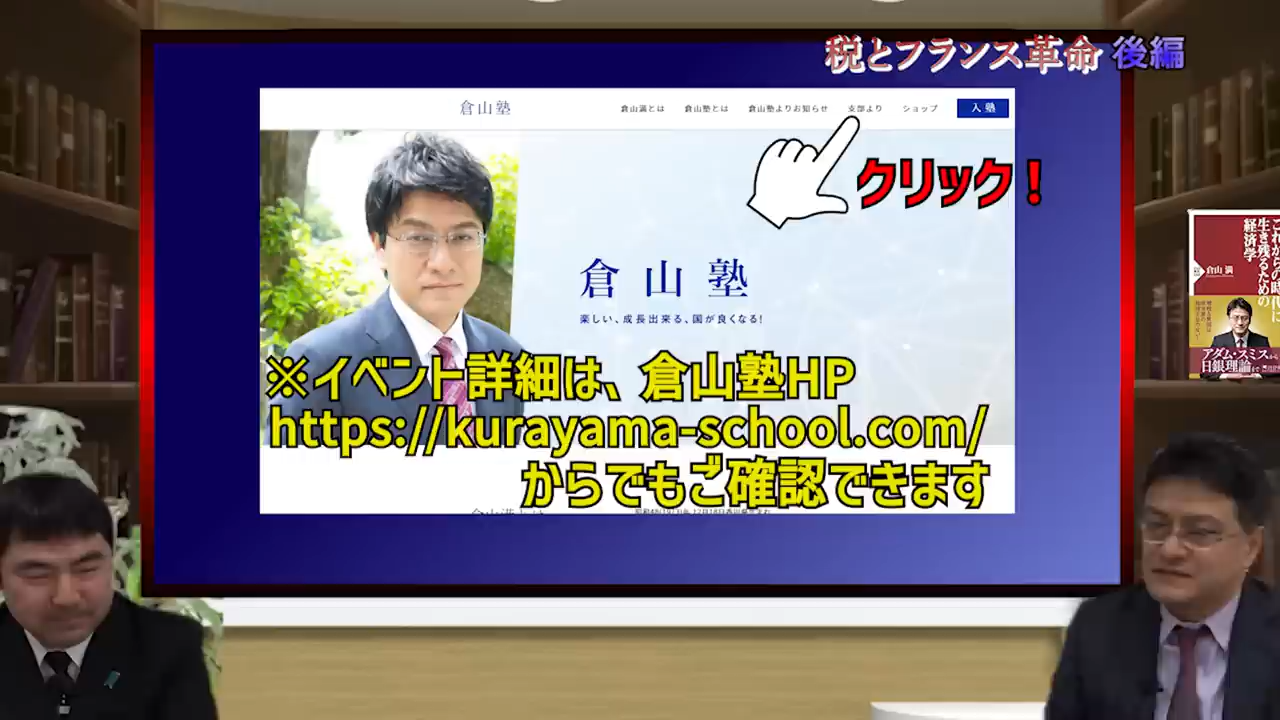 税とフランス革命 後編
倉山塾
倉山満とは 倉山塾とは 倉山塾よりお知らせ 支部より ショップ 入塾
クリック！
倉山塾
楽しい、成長出来る、国が良くなる!
※イベント詳細は、倉山塾HP
https://kurayama-school.com/
からでもご確認できます
倉山満とは
これからの時代に
生き残るための
経済学
倉山 満
アダム・スミスから
日銀理論まで